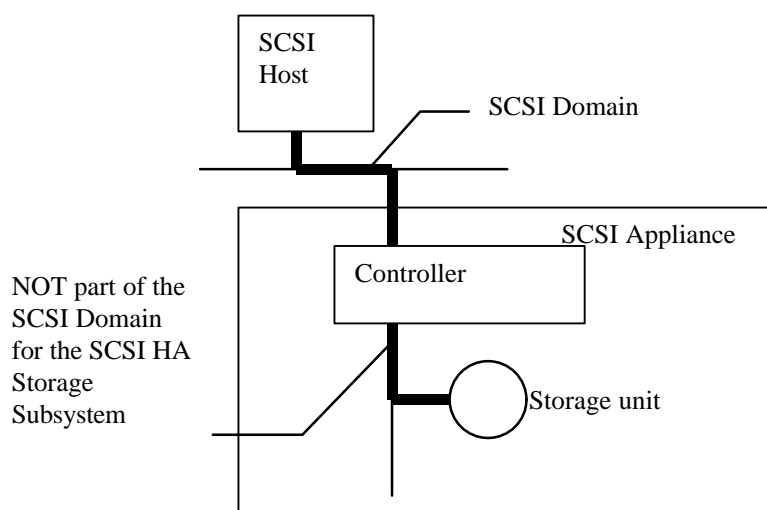 SCSI
Host
SCSI Domain
SCSI Appliance
Controller
NOT part of the
SCSI Domain
for the SCSI HA
Storage
Subsystem
Storage unit